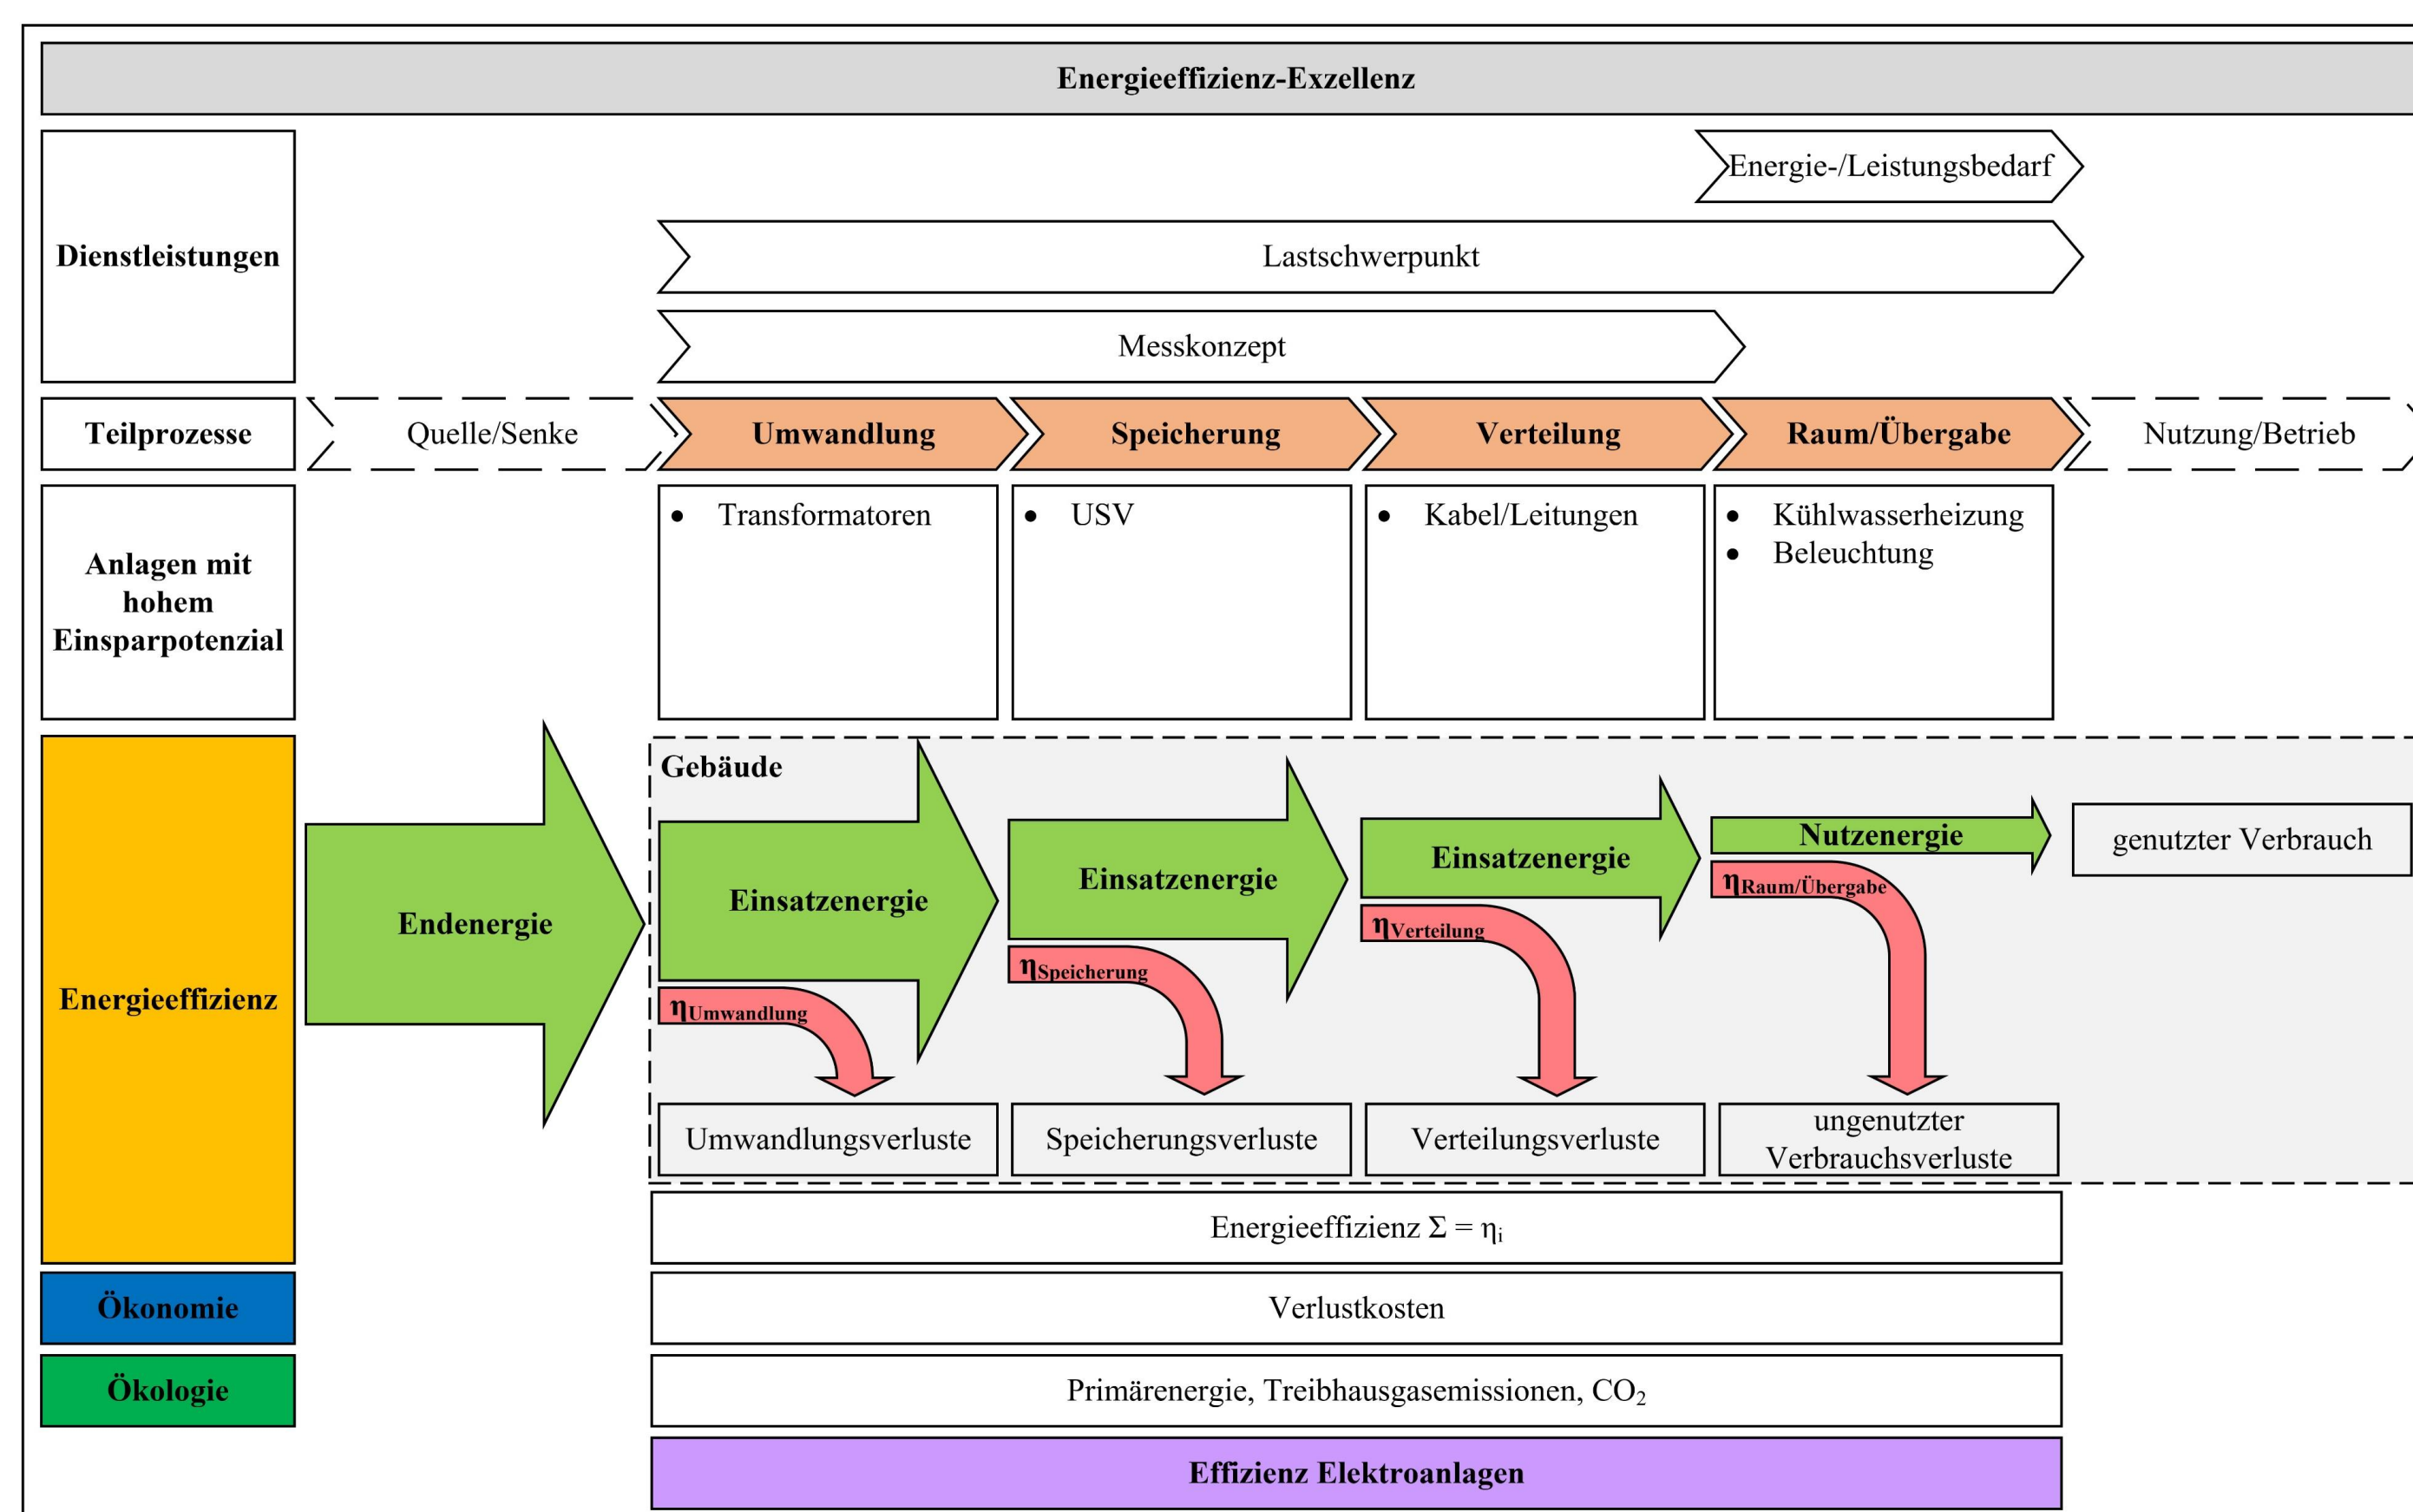 Energieeffizienz-Exzellenz
Dienstleistungen
Energie-/Leistungsbedarf
Lastschwerpunkt
Messkonzept
Teilprozesse
Quelle/Senke
Umwandlung
Speicherung
Verteilung
Raum/Übergabe
Nutzung/Betrieb
Anlagen mit
hohem
Einsparpotenzial
• Transformatoren
• USV
• Kabel/Leitungen
• Kühlwasserheizung
• Beleuchtung
Energieeffizienz
Endenergie
Gebäude
Einsatzenergie
Einsatzenergie
Einsatzenergie
Nutzenergie
genutzter Verbrauch
ηUmwandlung
ηSpeicherung
ηVerteilung
ηRaum/Übergabe
Umwandlungsverluste
Speicherungsverluste
Verteilungsverluste
ungenutzter
Verbrauchsverluste
Energieeffizienz Σ = ηi
Ökonomie
Verlustkosten
Ökologie
Primärenergie, Treibhausgasemissionen, CO₂
Effizienz Elektroanlagen